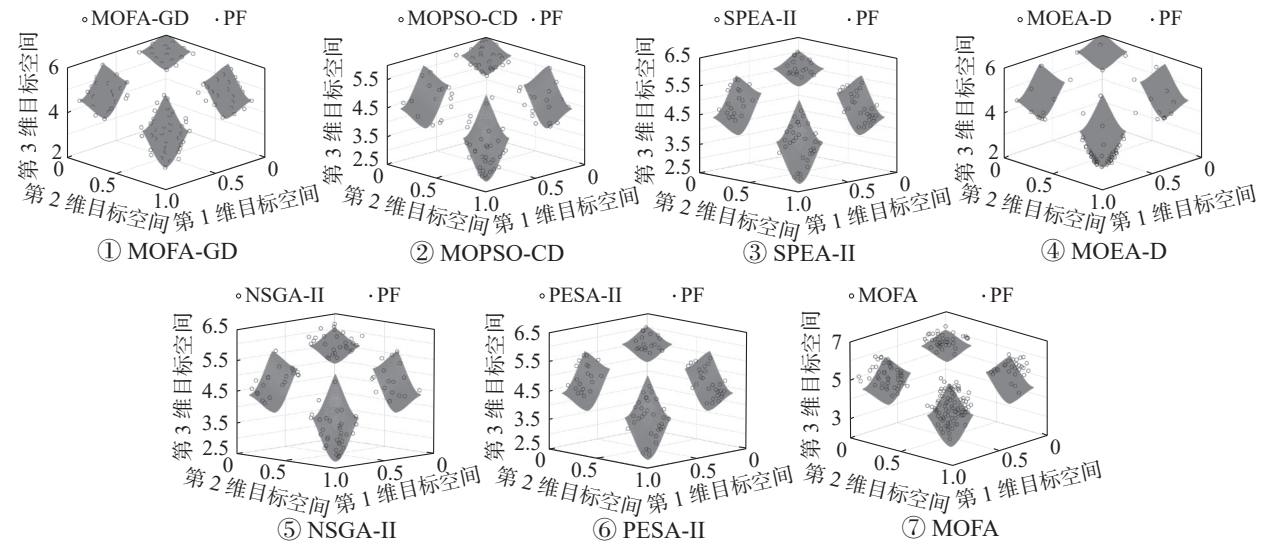 ∘MOFA-GD ·PF
第 3 维目标空间
6
4
2
0
0.5
1.0
0.5
0
第 2 维目标空间
第 1 维目标空间
① MOFA-GD
∘MOPSO-CD ·PF
第 3 维目标空间
5.5
4.5
3.5
2.5
0
0.5
1.0
0.5
0
第 2 维目标空间
第 1 维目标空间
② MOPSO-CD
∘SPEA-II ·PF
第 3 维目标空间
6.5
5.5
4.5
3.5
2.5
0
0.5
1.0
0.5
0
第 2 维目标空间
第 1 维目标空间
③ SPEA-II
∘MOEA-D ·PF
第 3 维目标空间
6
4
2
0
0.5
1.0
0.5
0
第 2 维目标空间
第 1 维目标空间
④ MOEA-D
∘NSGA-II ·PF
第 3 维目标空间
6.5
5.5
4.5
3.5
2.5
0
0.5
1.0
0.5
0
第 2 维目标空间
第 1 维目标空间
⑤ NSGA-II
∘PESA-II ·PF
第 3 维目标空间
6.5
5.5
4.5
3.5
2.5
0
0.5
1.0
0.5
0
第 2 维目标空间
第 1 维目标空间
⑥ PESA-II
∘MOFA ·PF
第 3 维目标空间
7
5
3
0
0.5
1.0
0.5
0
第 2 维目标空间
第 1 维目标空间
⑦ MOFA